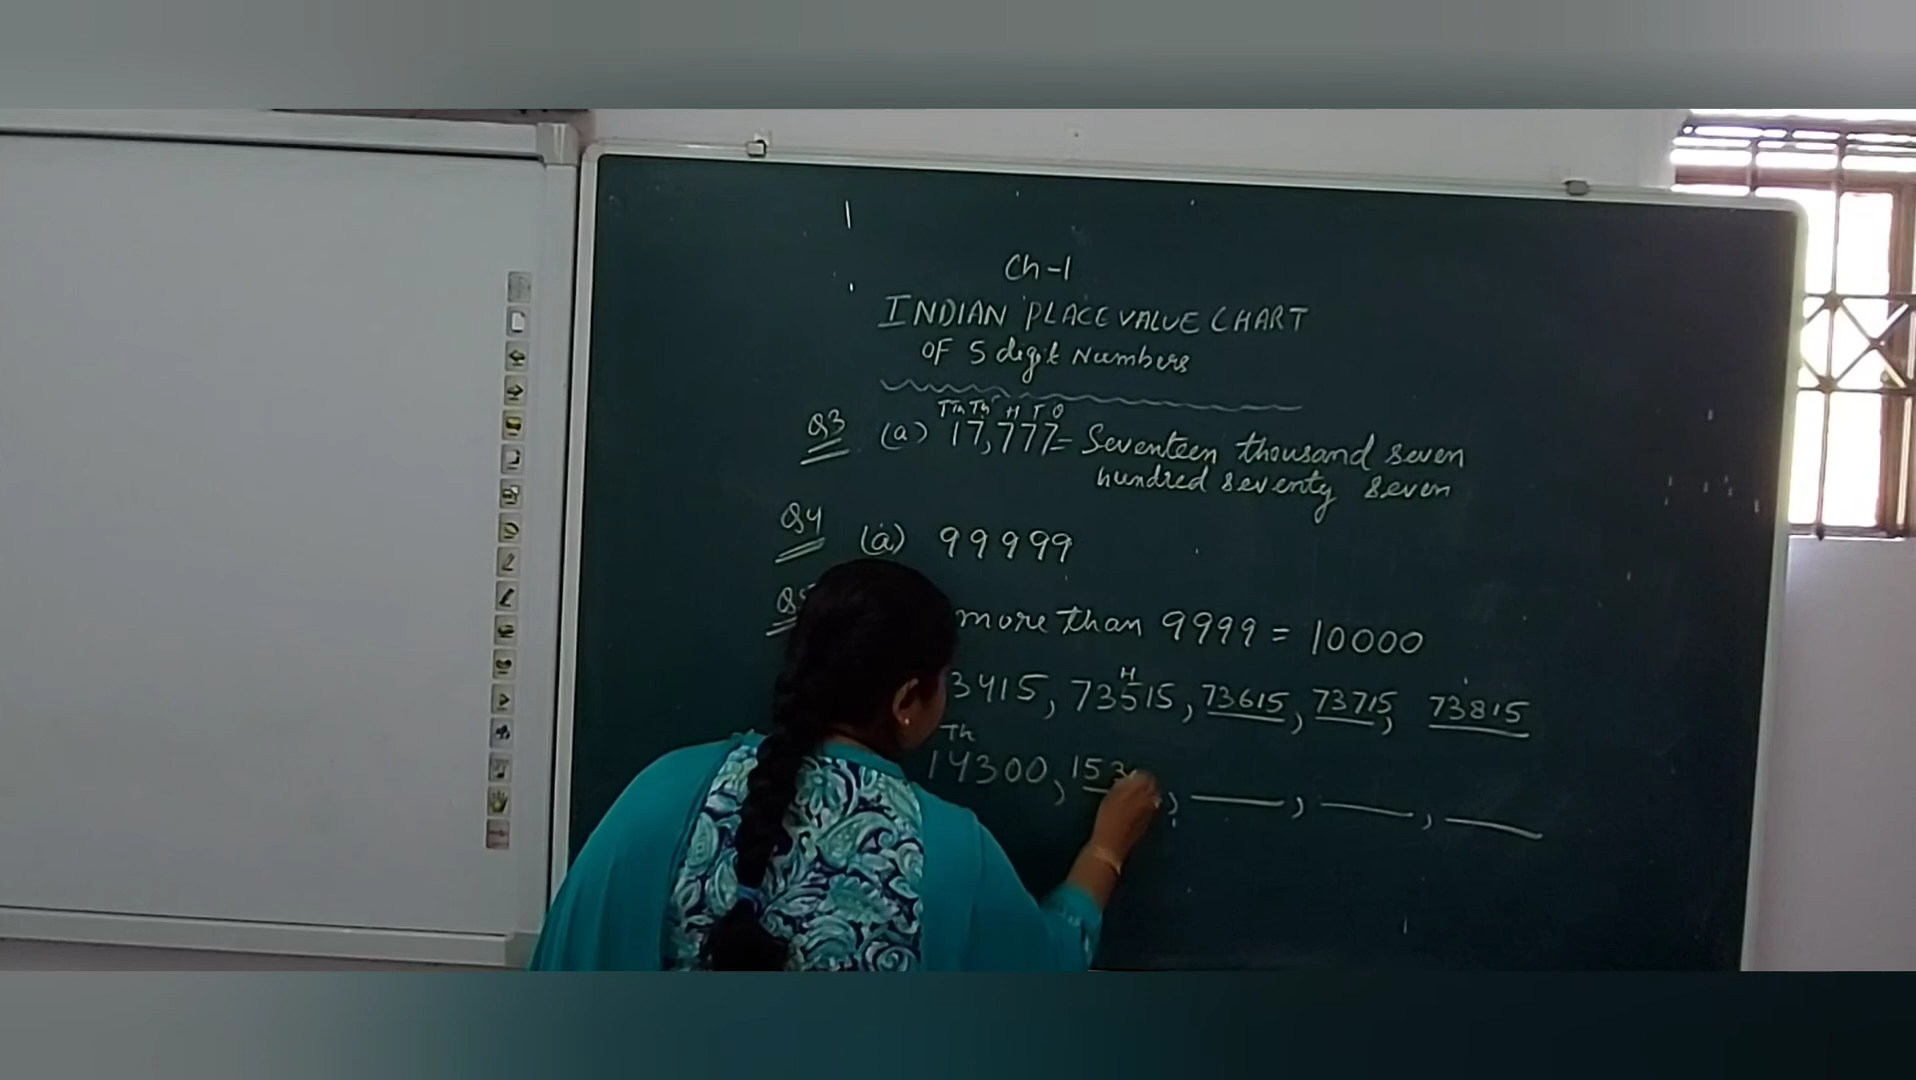 Ch-1
INDIAN PLACE VALUE CHART
OF 5 digit Numbers
TTh Th H T O
Q3 (a) 17,777 = Seventeen thousand seven
hundred seventy seven
Q4 (a) 99999
Q5 more than 9999 = 10000
H
3415, 73515, 73615, 73715, 73815
Th
14300, 153